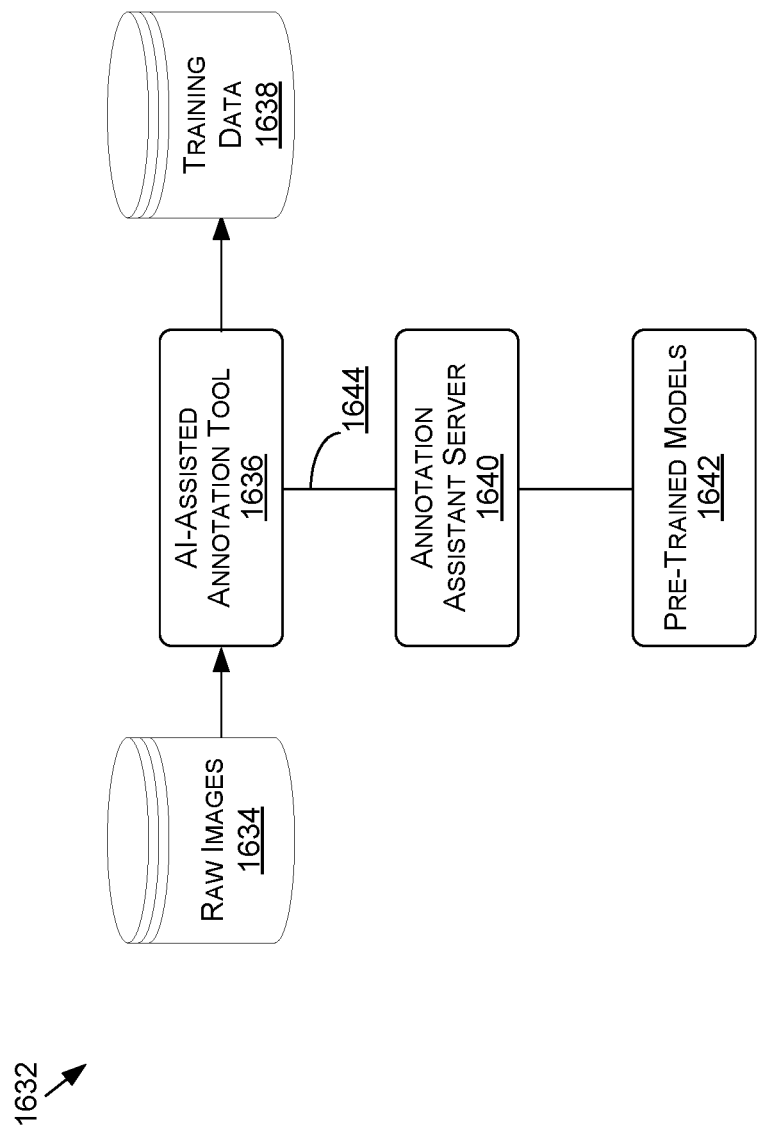 1632
RAW IMAGES
1634
AI-ASSISTED
ANNOTATION TOOL
1636
TRAINING
DATA
1638
1644
ANNOTATION
ASSISTANT SERVER
1640
PRE-TRAINED MODELS
1642